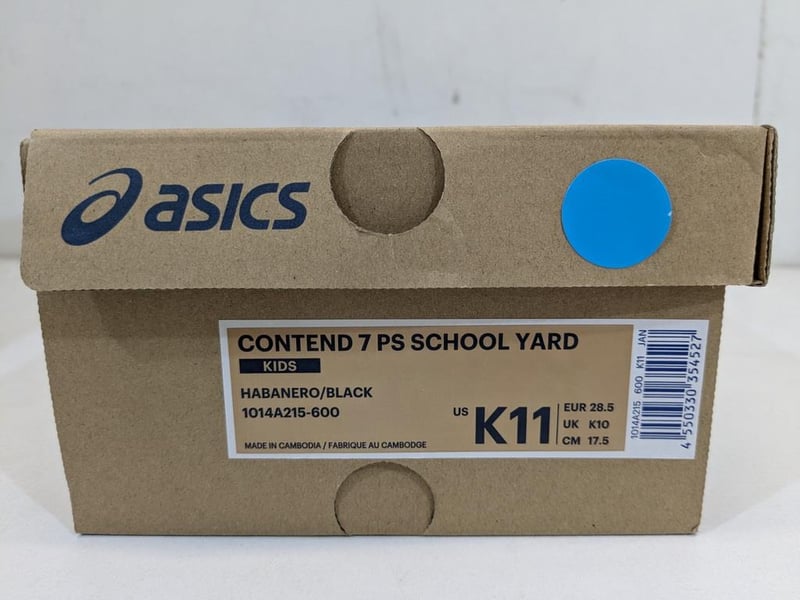 asics
CONTEND 7 PS SCHOOL YARD
KIDS
HABANERO/BLACK
1014A215-600
US K11
EUR 28.5
UK K10
CM 17.5
MADE IN CAMBODIA / FABRIQUE AU CAMBODGE
1014A215 600 K11 JAN
4 550330 354527